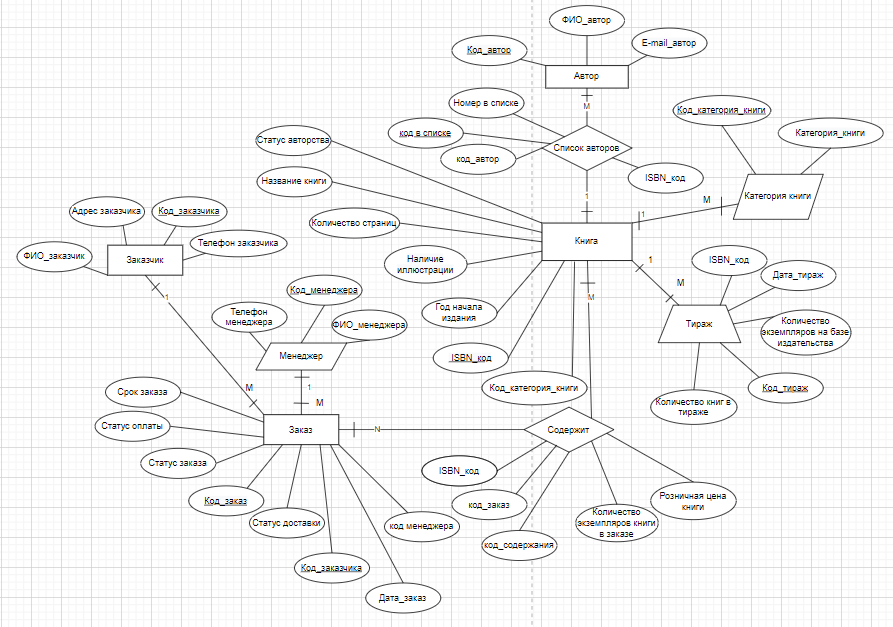 ФИО_автор
E-mail_автор
Код_автор
Автор
М
Номер в списке
код в списке
код_автор
Список авторов
ISBN_код
1
Код_категория_книги
Категория_книги
Категория книги
М
1
Статус авторства
Название книги
Количество страниц
Наличие
иллюстрации
Год начала
издания
ISBN_код
Код_категория_книги
Книга
М
1
М
ISBN_код
Дата_тираж
Количество
экземпляров на базе
издательства
Код_тираж
Количество книг в
тираже
Тираж
Адрес заказчика
Код_заказчика
ФИО_заказчик
Телефон заказчика
Заказчик
1
М
Код_менеджера
Телефон
менеджера
ФИО_менеджера
Менеджер
1
М
Срок заказа
Статус оплаты
Статус заказа
Код_заказ
Статус доставки
Код_заказчика
Дата_заказ
код менеджера
Заказ
N
Содержит
ISBN_код
код_заказ
код_содержания
Количество
экземпляров книги
в заказе
Розничная цена
книги